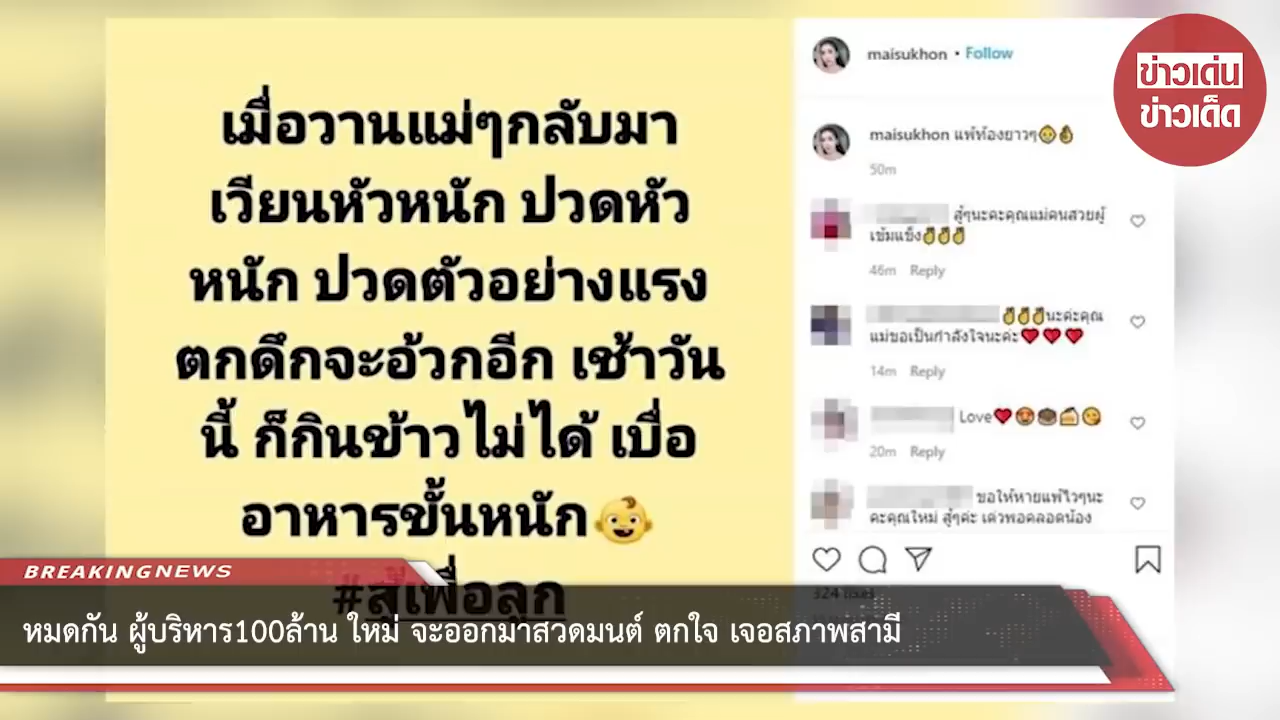 เมื่อวานแม่ๆกลับมา
เวียนหัวหนัก ปวดหัว
หนัก ปวดตัวอย่างแรง
ตกดึกจะอ้วกอีก เช้าวัน
นี้ ก็กินข้าวไม่ได้ เบื่อ
อาหารขั้นหนัก👶
#สู้เพื่อลูก
maisukhon • Follow
maisukhon แพ้ท้องยาวๆ👶👌
50m
สู้ๆนะคะคุณแม่คนสวยผู้
เข้มแข็ง✌✌✌
46m Reply
✌✌✌นะค่ะคุณ
แม่ขอเป็นกำลังใจนะค่ะ❤❤❤
14m Reply
Love❤😍🍩🍰😘
20m Reply
ขอให้หายแพ้ไวๆนะ
คะคุณใหม่ สู้ๆค่ะ เดวพอคลอดน้อง
324 likes
ข่าวเด่น
ข่าวเด็ด
BREAKING NEWS
หมดกัน ผู้บริหาร100ล้าน ใหม่ จะออกมาสวดมนต์ ตกใจ เจอสภาพสามี